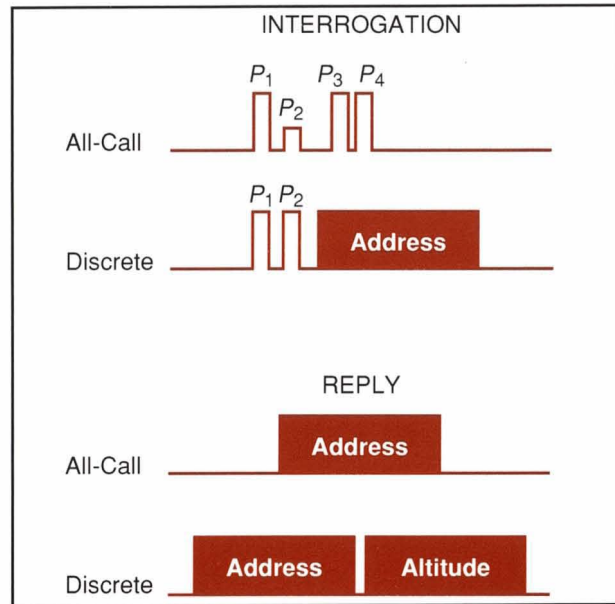 INTERROGATION
P1 P2 P3 P4
All-Call
P1 P2
Address
Discrete
REPLY
Address
All-Call
Address Altitude
Discrete